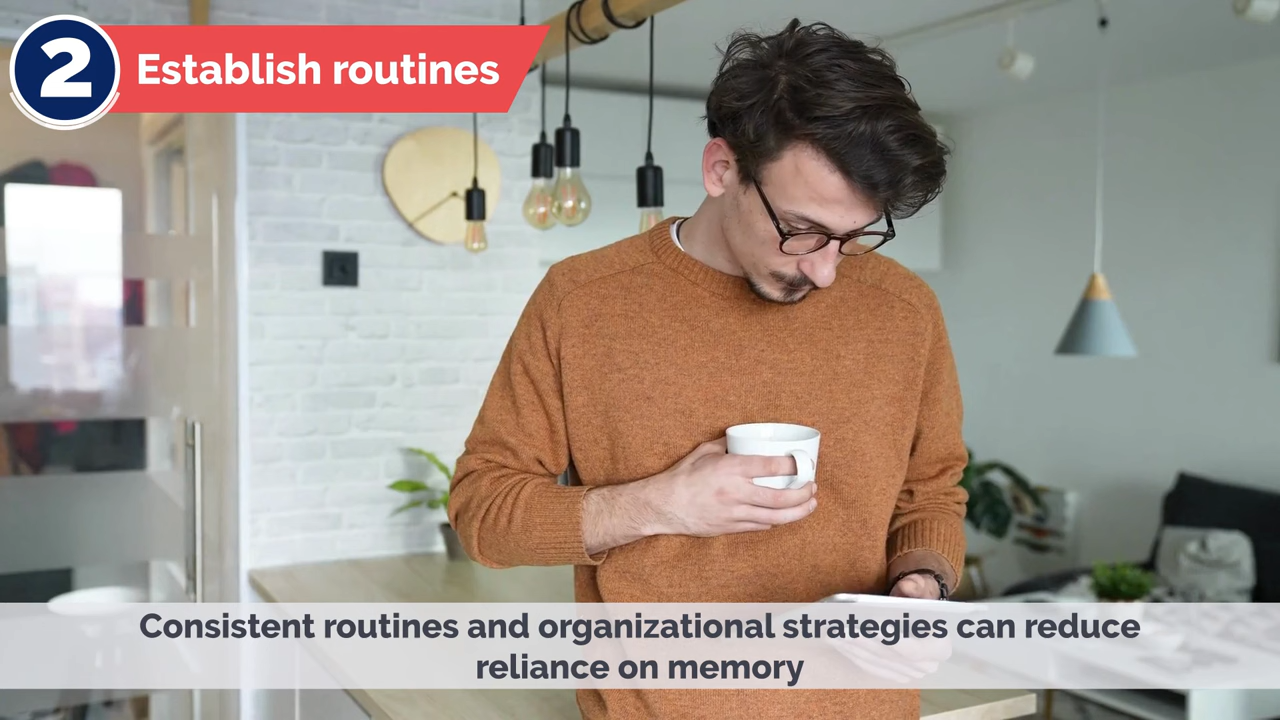 2
Establish routines
Consistent routines and organizational strategies can reduce
reliance on memory